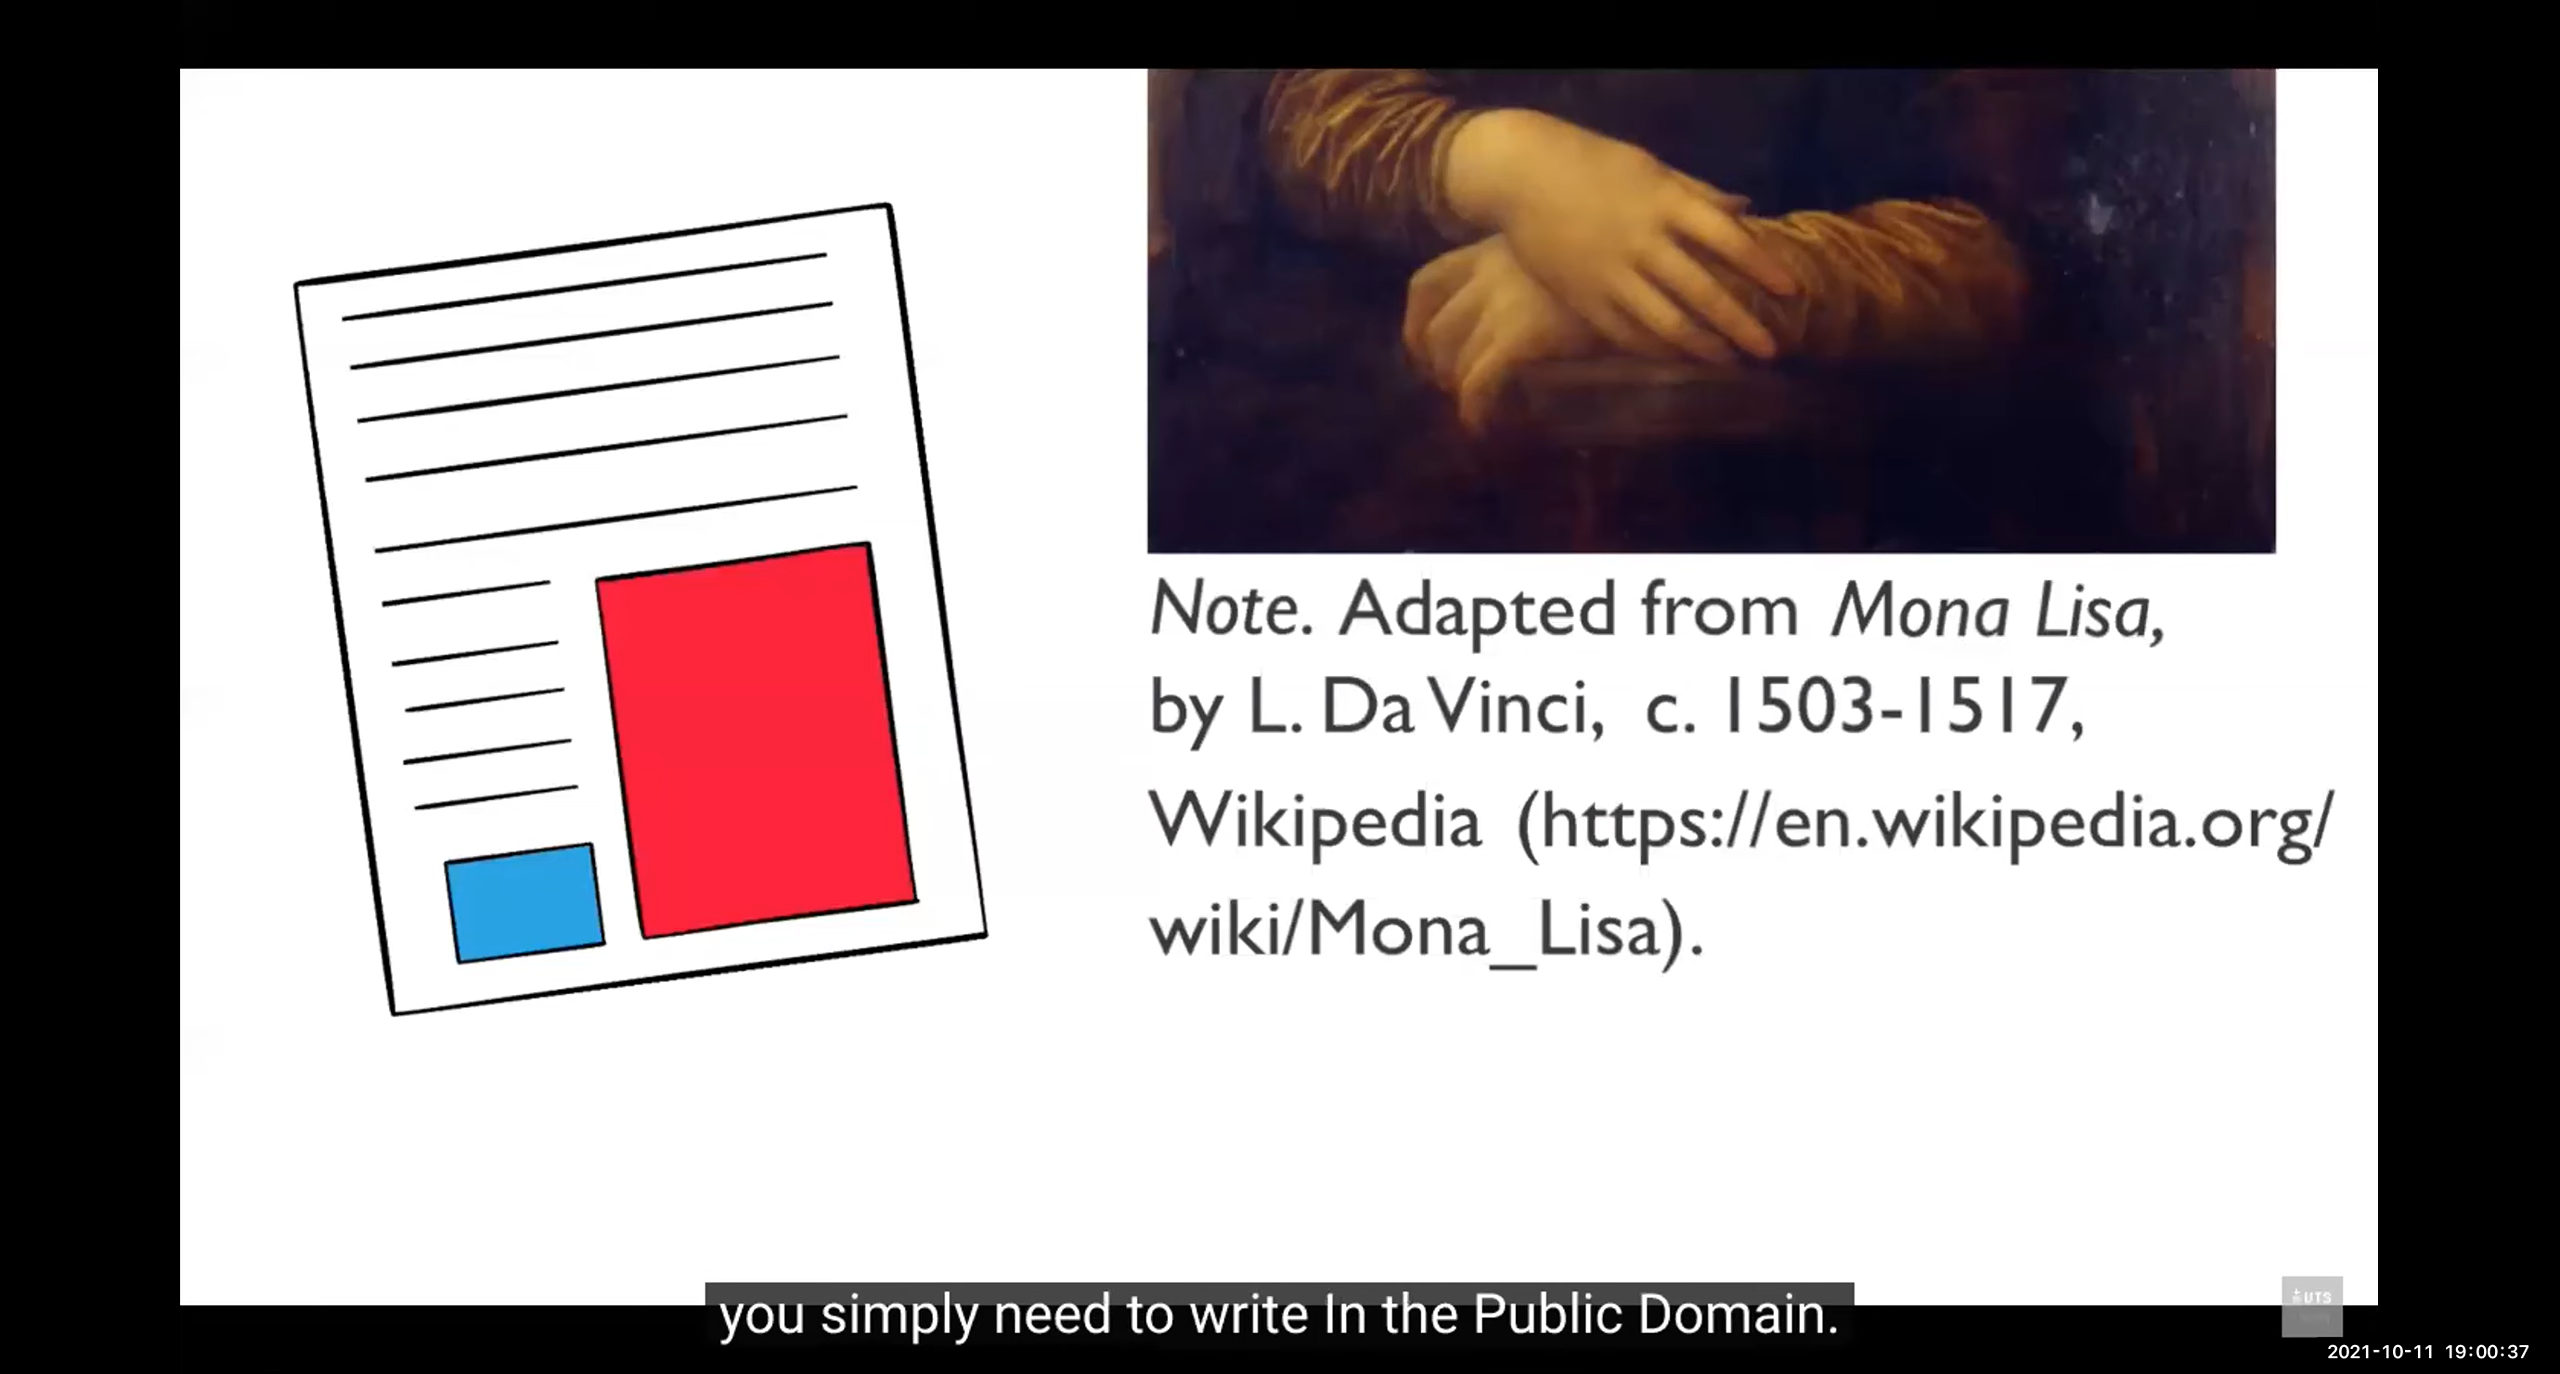 Note. Adapted from Mona Lisa,
by L. Da Vinci, c. 1503-1517,
Wikipedia (https://en.wikipedia.org/
wiki/Mona_Lisa).
you simply need to write In the Public Domain.
UTS
2021-10-11 19:00:37